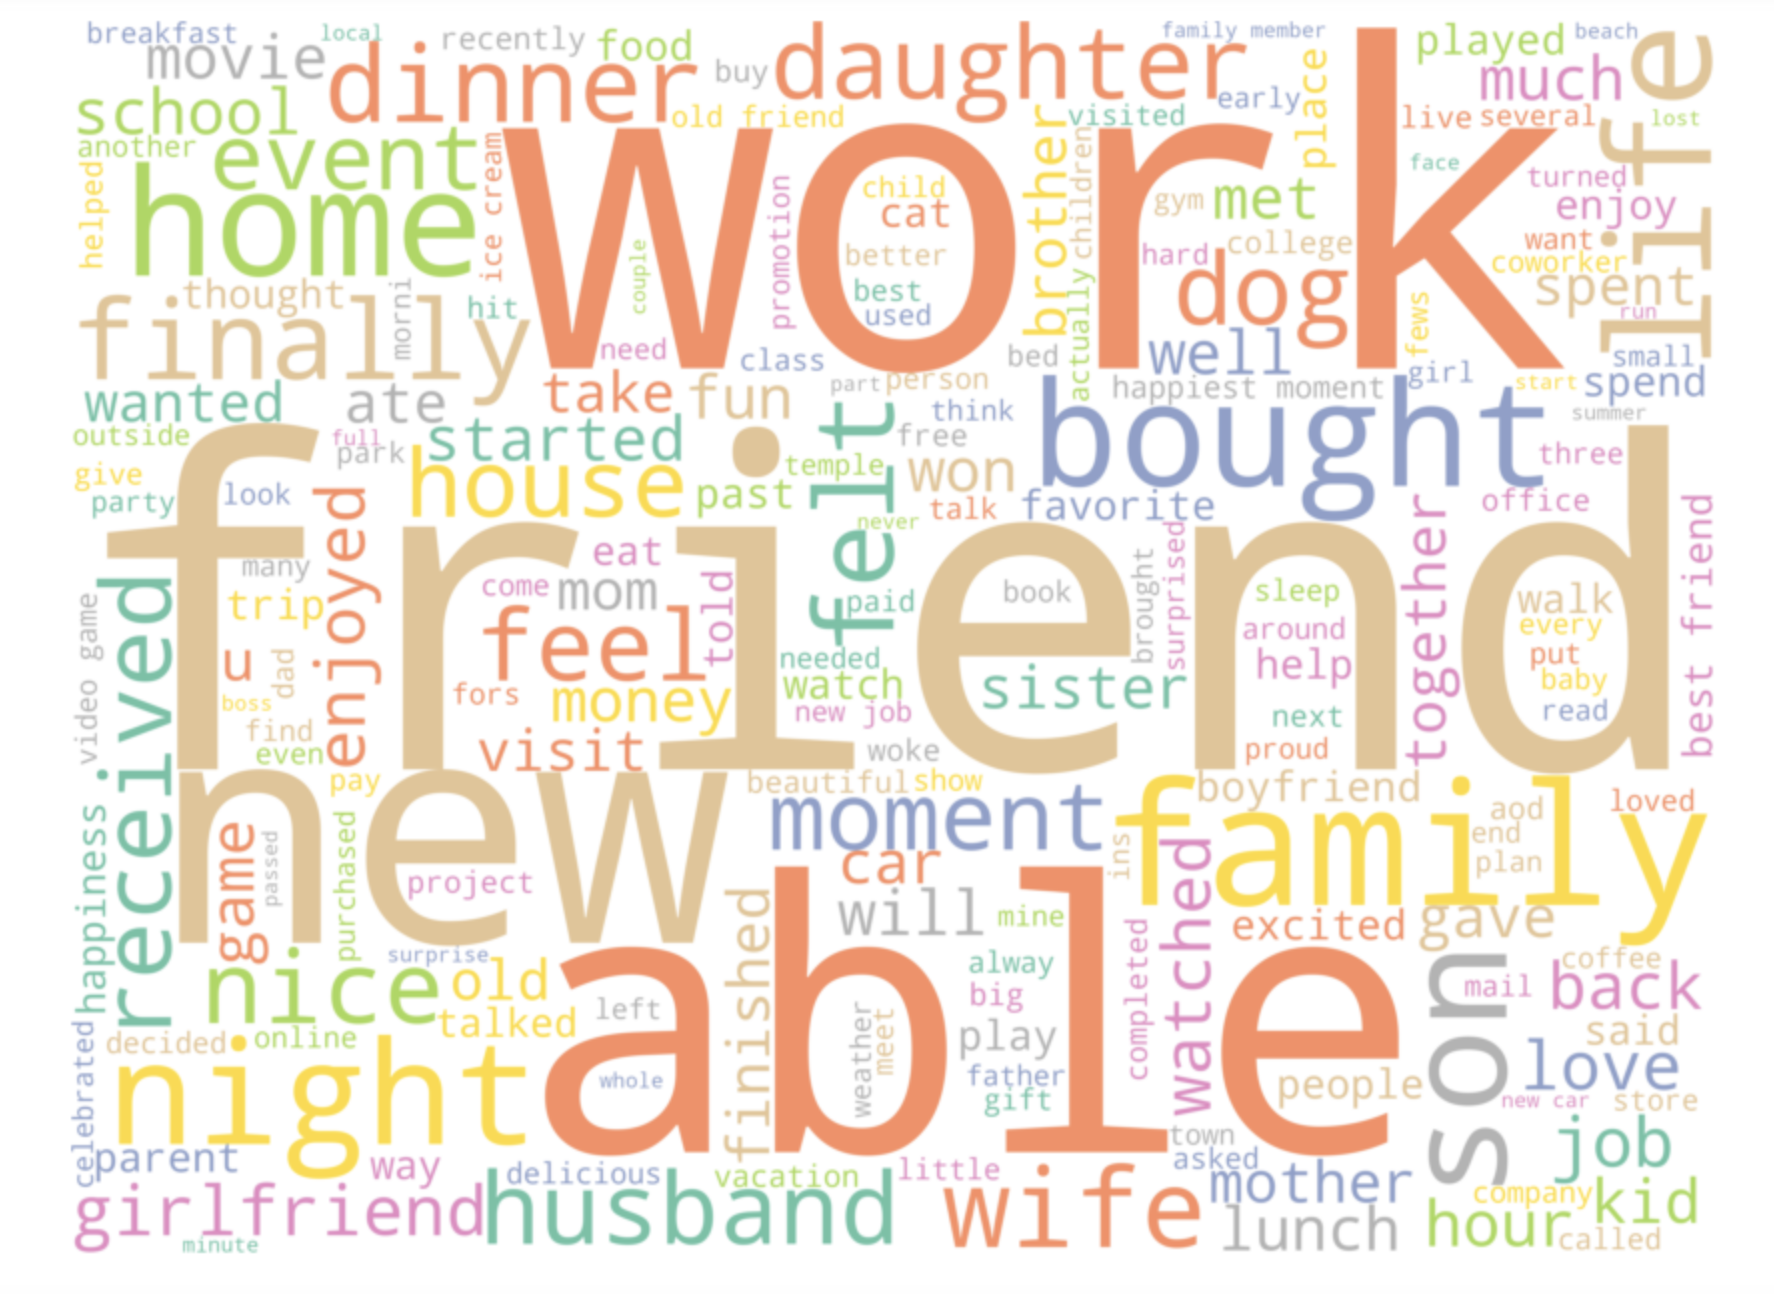 breakfast
local
recently
food
family member
played
beach
movie
dinner
buy
daughter
place
much
life
school
old friend
early
visited
live
several
lost
another
event
work
brother
children
face
helped
home
ice cream
promotion
child
cat
gym
met
turned
enjoy
couple
better
hard
college
want
coworker
dog
spent
thought
finally
morni
hit
best
used
actually
fews
run
need
class
bed
well
small
wanted
ate
take
fun
part
person
happiest moment
girl
start
spend
summer
outside
full
park
started
felt
think
free
bought
three
give
look
house
temple
won
party
past
talk
favorite
office
never
friend
enjoyed
many
eat
surprised
together
best friend
received
trip
come
mom
told
paid
book
brought
sleep
walk
every
video game
u
dad
feel
needed
around
help
put
boss
fors
money
watch
sister
baby
find
new job
next
read
even
visit
woke
proud
new
pay
beautiful
show
boyfriend
happiness
game
passed
purchased
moment
family
aod
loved
end
project
car
ins
plan
will
mine
watched
excited
gave
surprise
nice
old
finished
alway
completed
son
coffee
left
big
able
mail
back
celebrated
decided
online
talked
weather
meet
play
said
night
whole
father
people
love
gift
new car
store
parent
way
town
job
delicious
vacation
little
asked
mother
girlfriend
husband
wife
lunch
company
kid
hour
minute
called